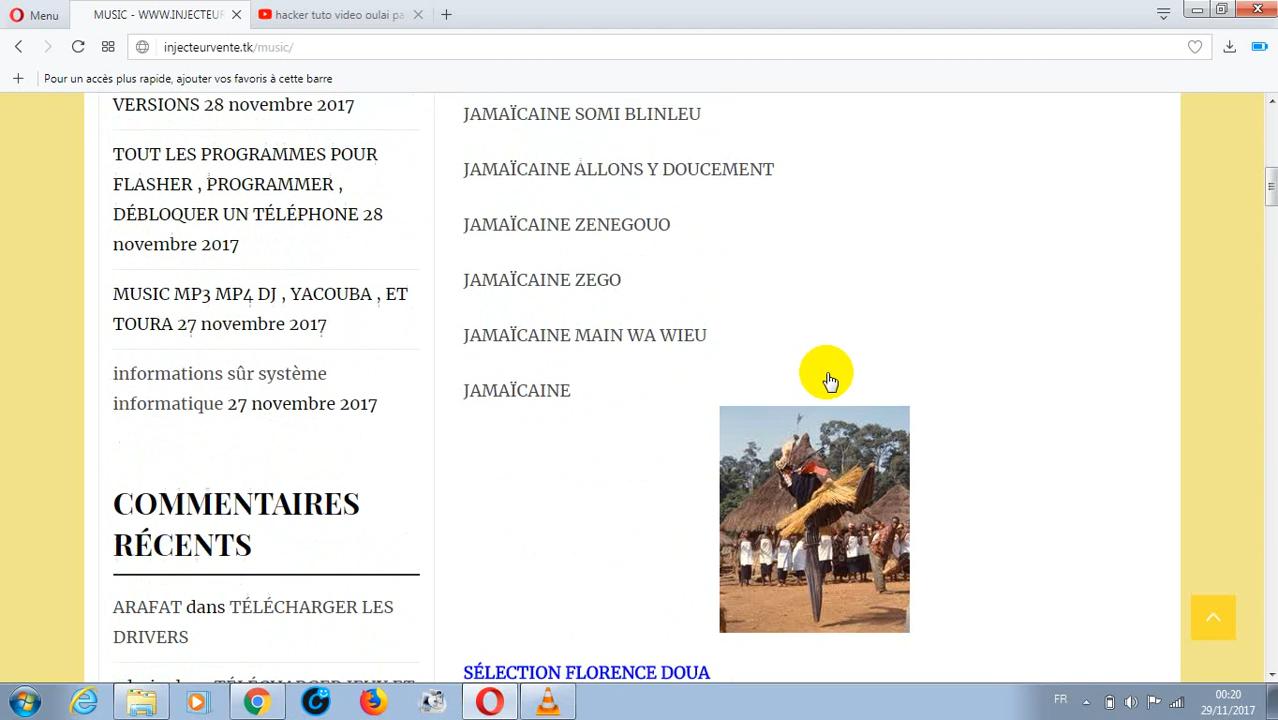 Menu
MUSIC - WWW.INJECTEUR
hacker tuto video oulai pa
injecteurvente.tk/music/
Pour un accès plus rapide, ajouter vos favoris à cette barre
VERSIONS 28 novembre 2017
TOUT LES PROGRAMMES POUR
FLASHER , PROGRAMMER ,
DÉBLOQUER UN TÉLÉPHONE 28
novembre 2017
MUSIC MP3 MP4 DJ , YACOUBA , ET
TOURA 27 novembre 2017
informations sûr système
informatique 27 novembre 2017
COMMENTAIRES
RÉCENTS
ARAFAT dans TÉLÉCHARGER LES
DRIVERS
JAMAÏCAINE SOMI BLINLEU
JAMAÏCAINE ALLONS Y DOUCEMENT
JAMAÏCAINE ZENEGOUO
JAMAÏCAINE ZEGO
JAMAÏCAINE MAIN WA WIEU
JAMAÏCAINE
SÉLECTION FLORENCE DOUA
FR
00:20
29/11/2017